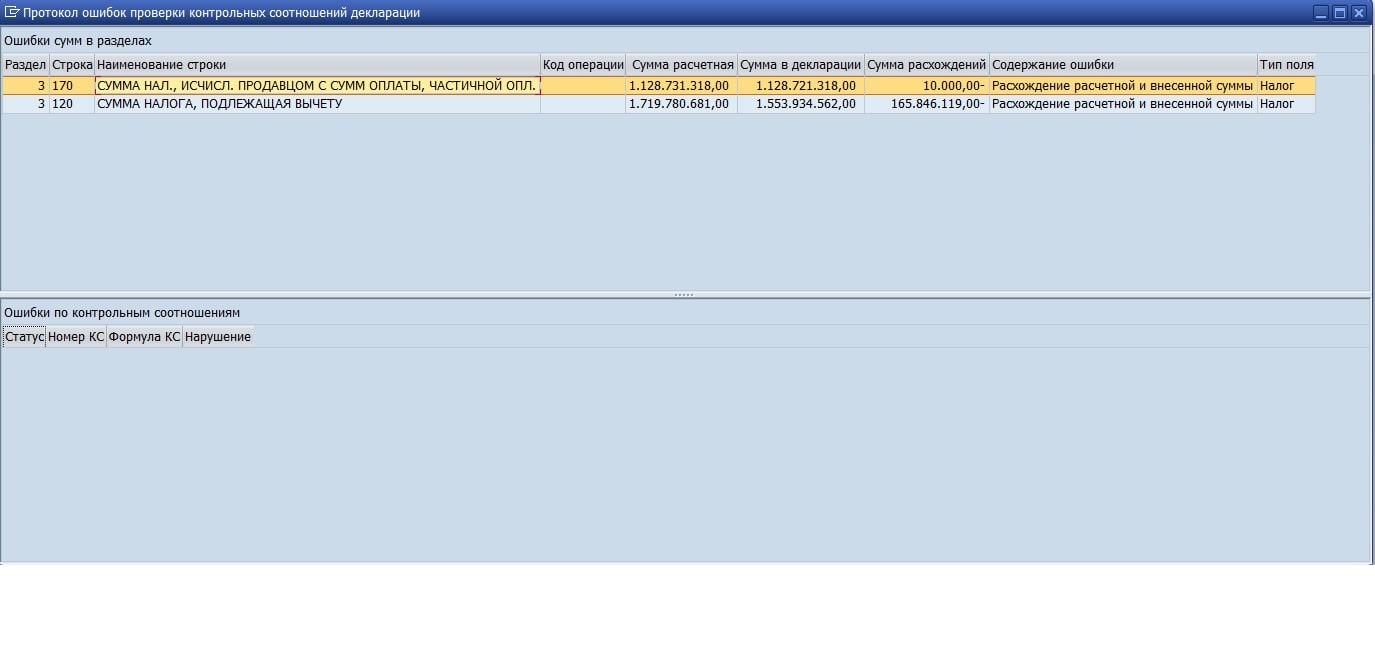 Протокол ошибок проверки контрольных соотношений декларации
Ошибки сумм в разделах
Раздел Строка Наименование строки Код операции Сумма расчетная Сумма в декларации Сумма расхождений Содержание ошибки Тип поля
3 170 СУММА НАЛ., ИСЧИСЛ. ПРОДАВЦОМ С СУММ ОПЛАТЫ, ЧАСТИЧНОЙ ОПЛ. 1.128.731.318,00 1.128.721.318,00 10.000,00- Расхождение расчетной и внесенной суммы Налог
3 120 СУММА НАЛОГА, ПОДЛЕЖАЩАЯ ВЫЧЕТУ 1.719.780.681,00 1.553.934.562,00 165.846.119,00- Расхождение расчетной и внесенной суммы Налог
Ошибки по контрольным соотношениям
Статус Номер КС Формула КС Нарушение